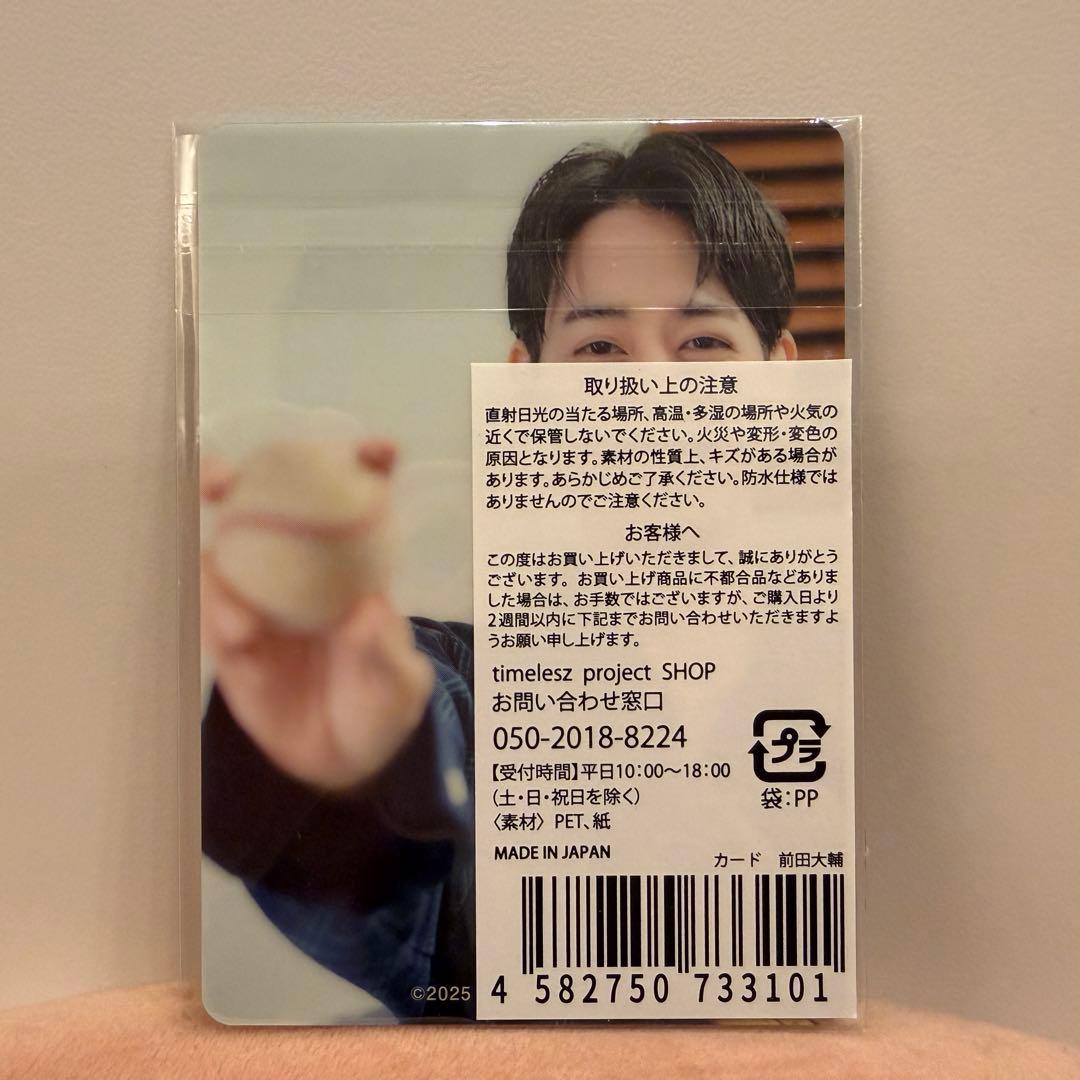 取り扱い上の注意
直射日光の当たる場所、高温・多湿の場所や火気の
近くで保管しないでください。火災や変形・変色の
原因となります。素材の性質上、キズがある場合が
あります。あらかじめご了承ください。防水仕様では
ありませんのでご注意ください。
お客様へ
この度はお買い上げいただきまして、誠にありがとう
ございます。お買い上げ商品に不都合品などありま
した場合は、お手数ではございますが、ご購入日より
2週間以内に下記までお問い合わせいただきますよ
うお願い申し上げます。
timelesz project SHOP
お問い合わせ窓口
050-2018-8224
【受付時間】平日10:00〜18:00
(土・日・祝日を除く)
〈素材〉 PET、紙
プラ
袋:PP
MADE IN JAPAN
カード 前田大輔
4 582750 733101
©2025